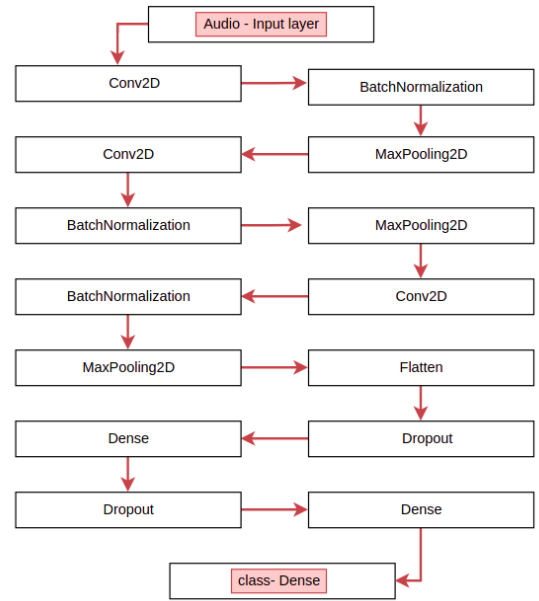 Audio - Input layer
Conv2D
BatchNormalization
MaxPooling2D
Conv2D
BatchNormalization
MaxPooling2D
Conv2D
BatchNormalization
MaxPooling2D
Flatten
Dropout
Dense
Dropout
Dense
class- Dense